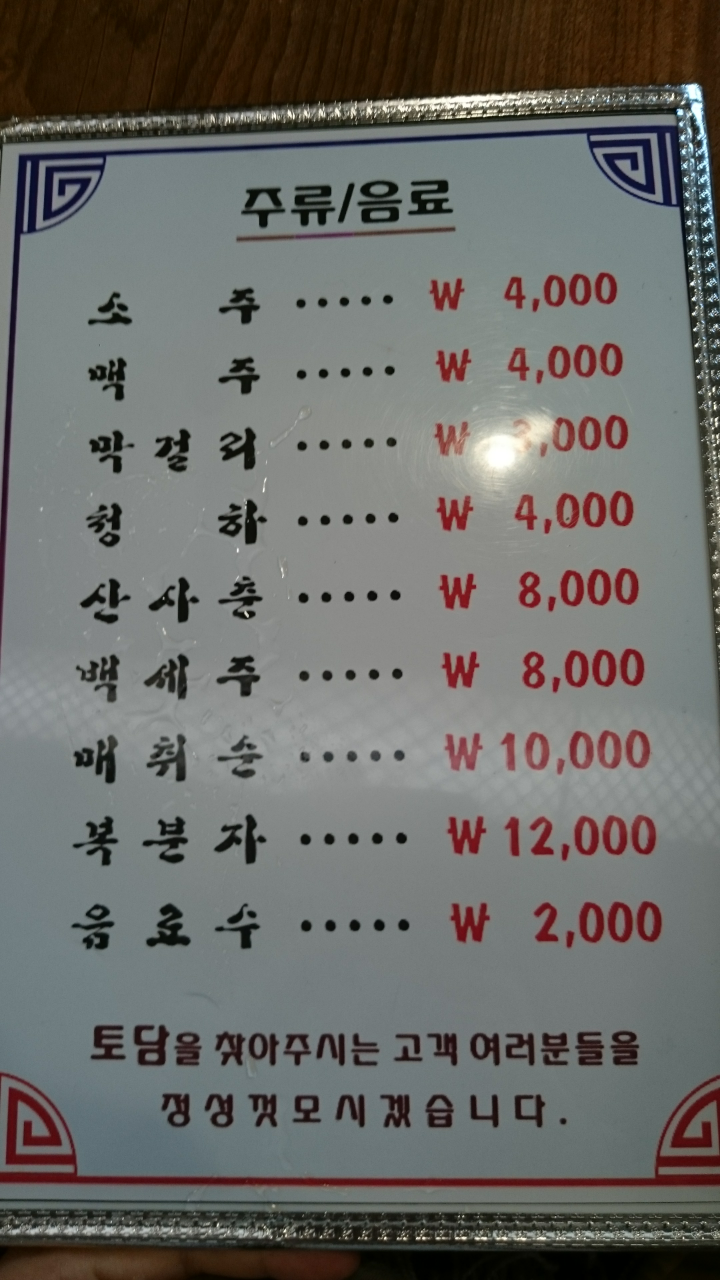 주류/음료
소 주 ····· ₩ 4,000
맥 주 ····· ₩ 4,000
막걸리 ····· ₩ 3,000
청 하 ····· ₩ 4,000
산사춘 ····· ₩ 8,000
백세주 ····· ₩ 8,000
매취순 ····· ₩ 10,000
복분자 ····· ₩ 12,000
음료수 ····· ₩ 2,000
토담을 찾아주시는 고객 여러분들을
정성껏모시겠습니다.